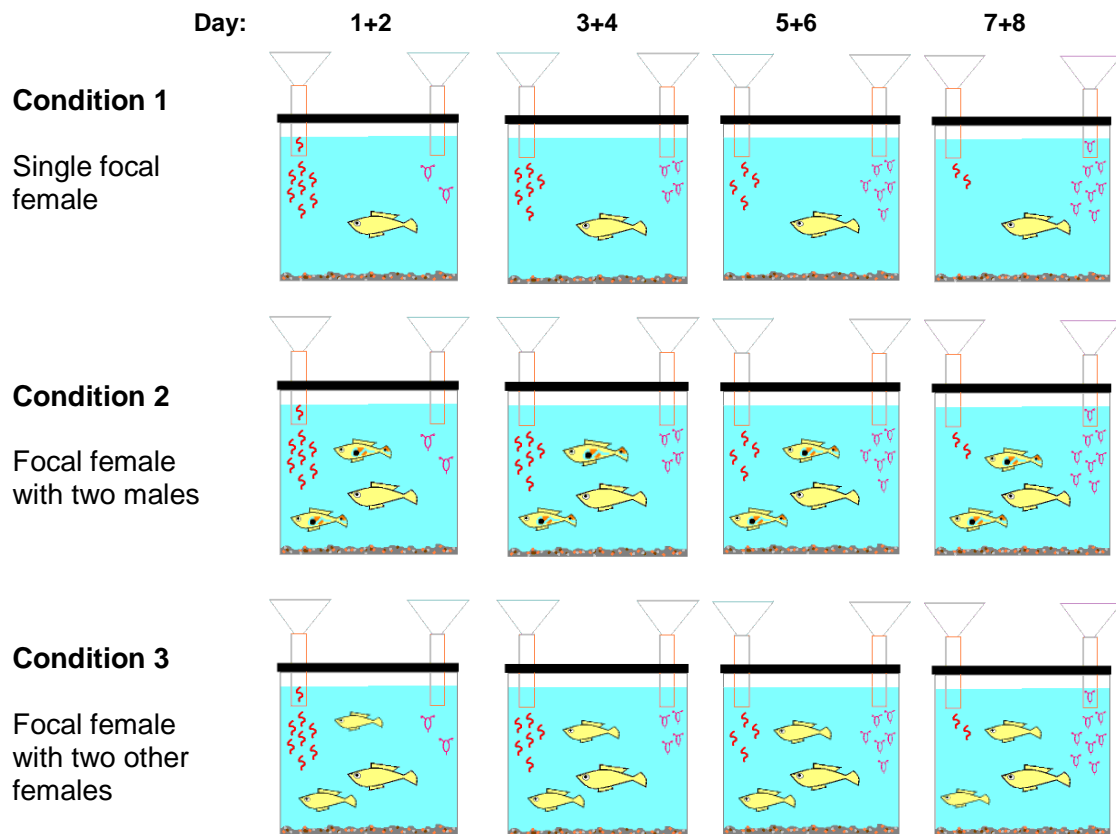 Day: 1+2 3+4 5+6 7+8
Condition 1
Single focal
female
Condition 2
Focal female
with two males
Condition 3
Focal female
with two other
females